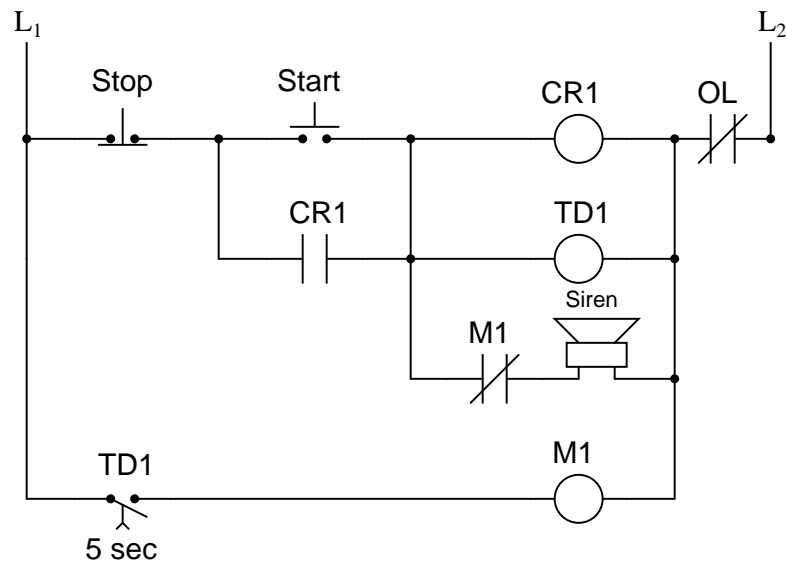 L1 L2
Stop Start CR1 OL
CR1 TD1
Siren
M1
TD1 M1
5 sec